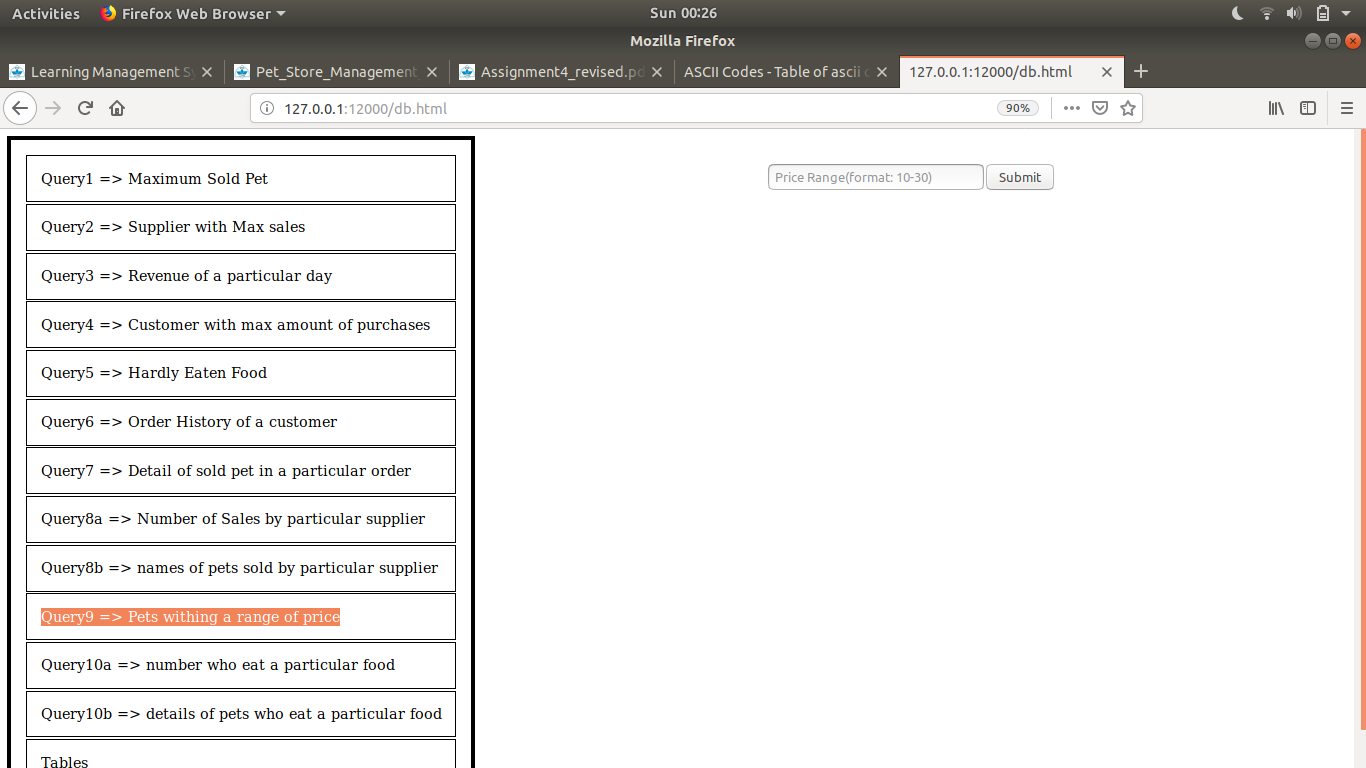 Activities Firefox Web Browser Sun 00:26
Mozilla Firefox
Learning Management Sy Pet_Store_Management Assignment4_revised.pd ASCII Codes - Table of ascii c 127.0.0.1:12000/db.html
127.0.0.1:12000/db.html 90%
Price Range(format: 10-30) Submit
Query1 => Maximum Sold Pet
Query2 => Supplier with Max sales
Query3 => Revenue of a particular day
Query4 => Customer with max amount of purchases
Query5 => Hardly Eaten Food
Query6 => Order History of a customer
Query7 => Detail of sold pet in a particular order
Query8a => Number of Sales by particular supplier
Query8b => names of pets sold by particular supplier
Query9 => Pets withing a range of price
Query10a => number who eat a particular food
Query10b => details of pets who eat a particular food
Tables